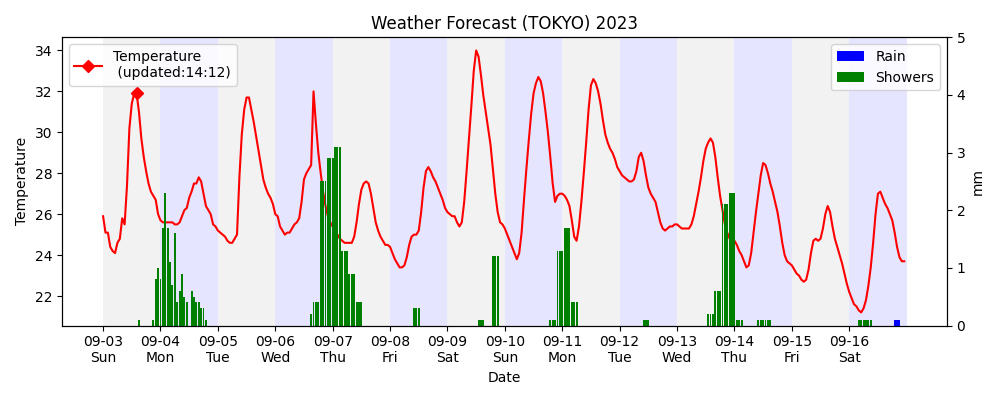 Weather Forecast (TOKYO) 2023
Temperature
(updated:14:12)
Rain
Showers
Temperature
34
32
30
28
26
24
22
5
4
3
2
1
0
mm
09-03 09-04 09-05 09-06 09-07 09-08 09-09 09-10 09-11 09-12 09-13 09-14 09-15 09-16
Sun Mon Tue Wed Thu Fri Sat Sun Mon Tue Wed Thu Fri Sat
Date